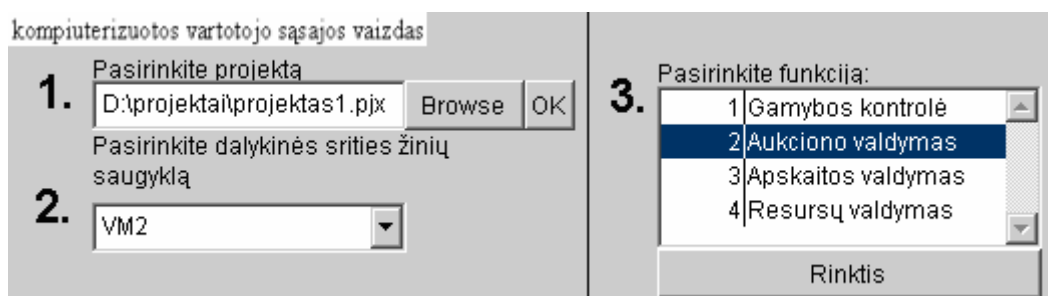 kompiuterizuotos vartotojo sąsajos vaizdas
1. Pasirinkite projektą
D:\projektai\projektas1.pjx Browse OK
Pasirinkite dalykinės srities žinių
saugyklą
2.
VM2
3. Pasirinkite funkciją:
1 Gamybos kontrolė
2 Aukciono valdymas
3 Apskaitos valdymas
4 Resursų valdymas
Rinktis